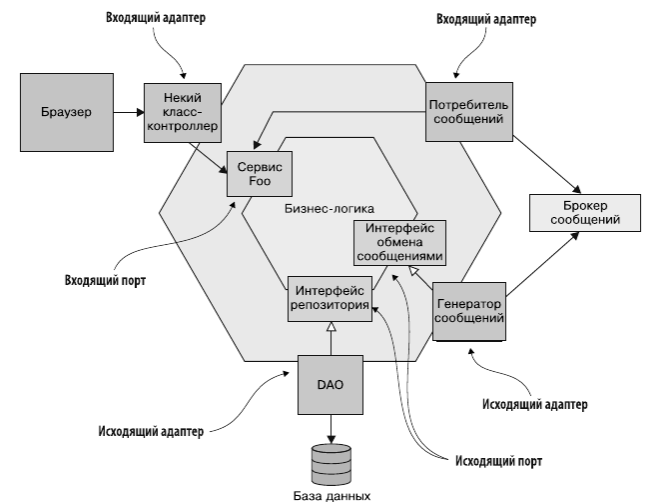 Входящий адаптер
Входящий адаптер
Браузер
Некий
класс-
контроллер
Потребитель
сообщений
Сервис
Foo
Бизнес-логика
Брокер
сообщений
Интерфейс
обмена
сообщениями
Входящий порт
Интерфейс
репозитория
Генератор
сообщений
DAO
Исходящий адаптер
Исходящий адаптер
Исходящий порт
База данных